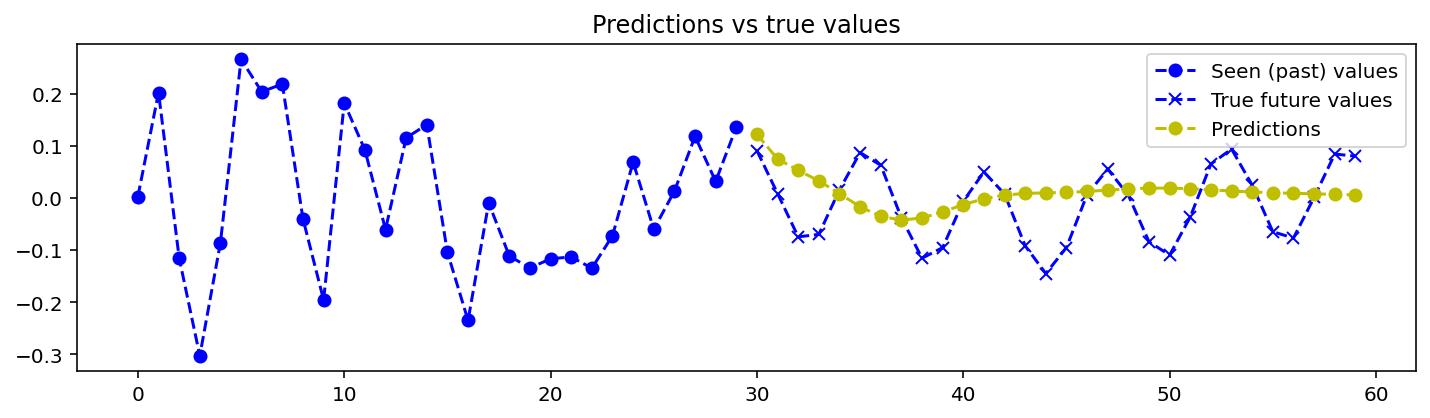 Predictions vs true values
Seen (past) values
True future values
Predictions
0.2
0.1
0.0
−0.1
−0.2
−0.3
0 10 20 30 40 50 60